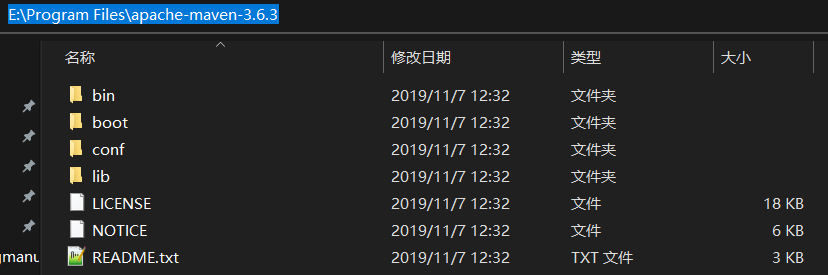 E:\Program Files\apache-maven-3.6.3
名称 修改日期 类型 大小
bin 2019/11/7 12:32 文件夹
boot 2019/11/7 12:32 文件夹
conf 2019/11/7 12:32 文件夹
lib 2019/11/7 12:32 文件夹
LICENSE 2019/11/7 12:32 文件 18 KB
NOTICE 2019/11/7 12:32 文件 6 KB
gmanu README.txt 2019/11/7 12:32 TXT 文件 3 KB